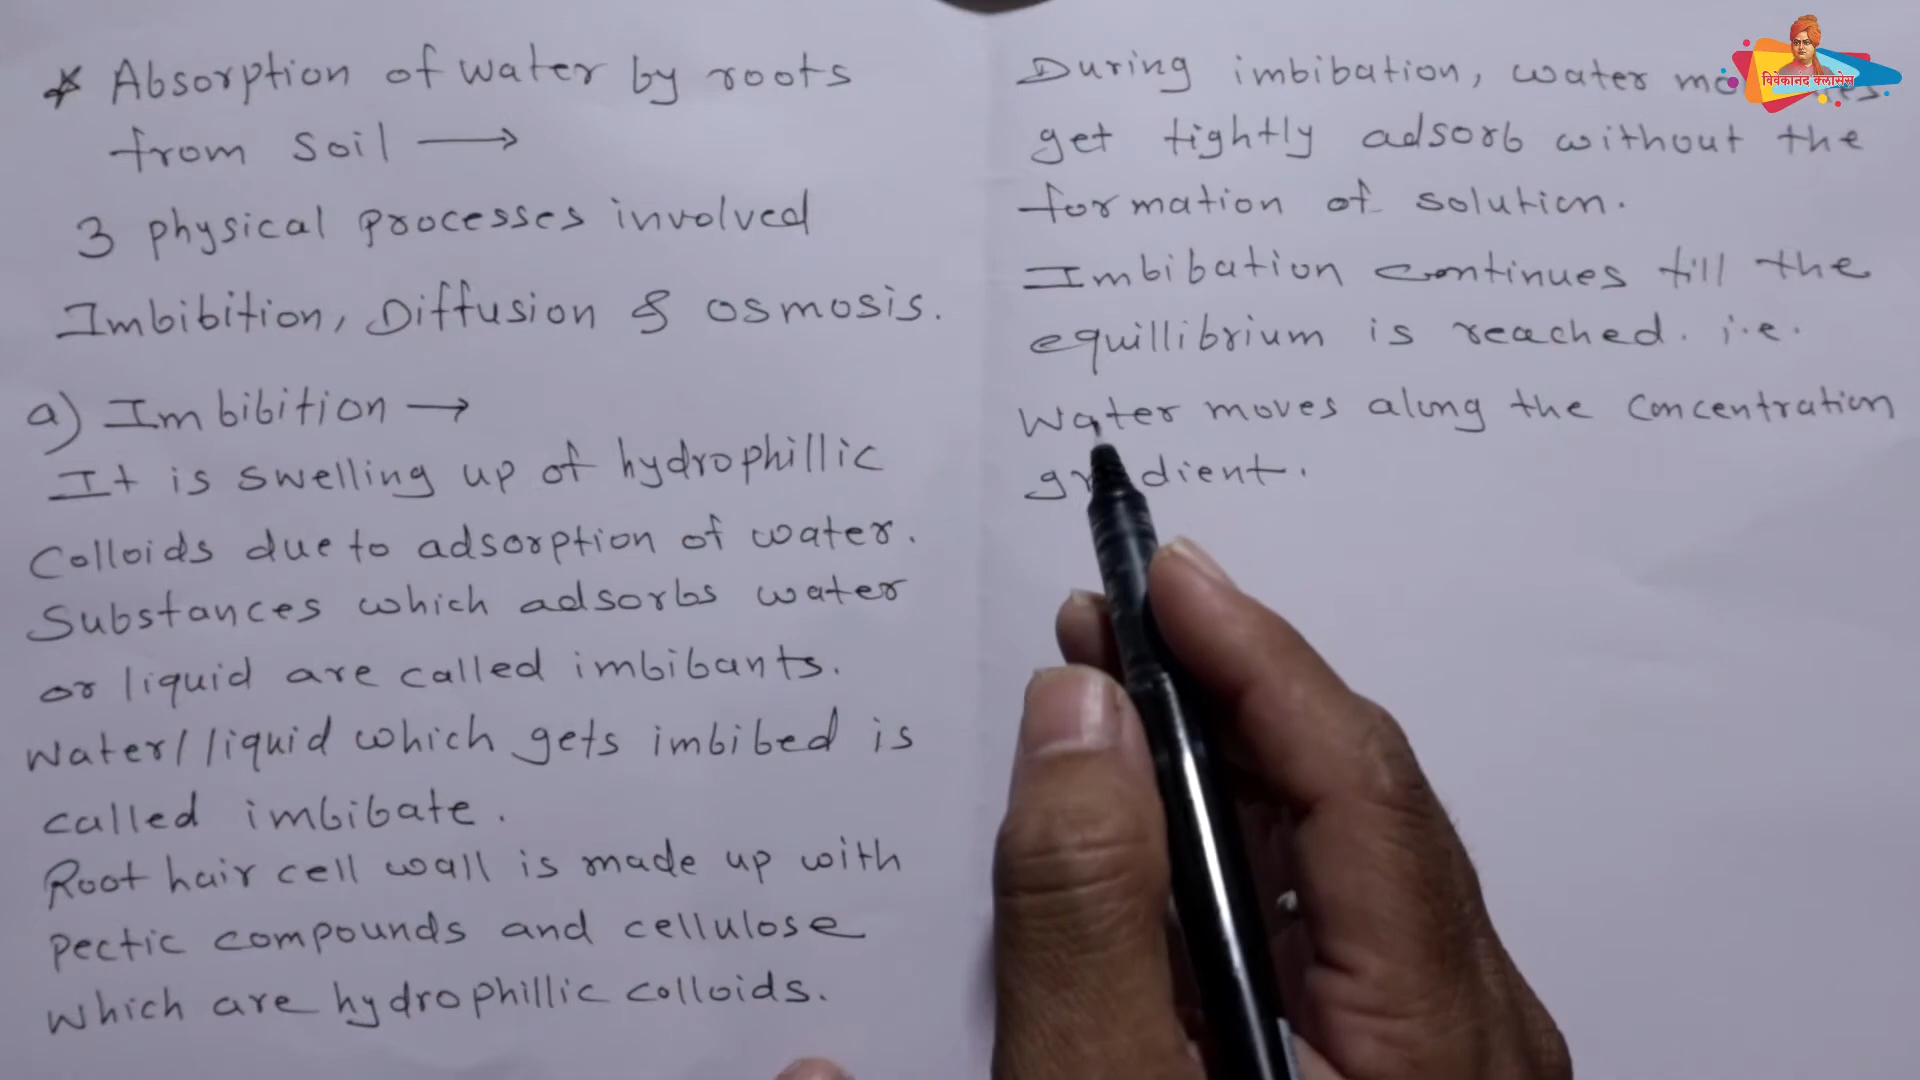 * Absorption of water by roots
from soil →
3 physical processes involved
Imbibition, Diffusion & osmosis.
a) Imbibition →
It is swelling up of hydrophillic
Colloids due to adsorption of water.
Substances which adsorbs water
or liquid are called imbibants.
Water/liquid which gets imbibed is
called imbibate.
Root hair cell wall is made up with
pectic compounds and cellulose
which are hydrophillic colloids.
During imbibation, water
get tightly adsorb without the
formation of solution.
Imbibation continues till the
equillibrium is reached. i.e.
Water moves along the concentration
gradient.
विवेकानंद क्लासेस